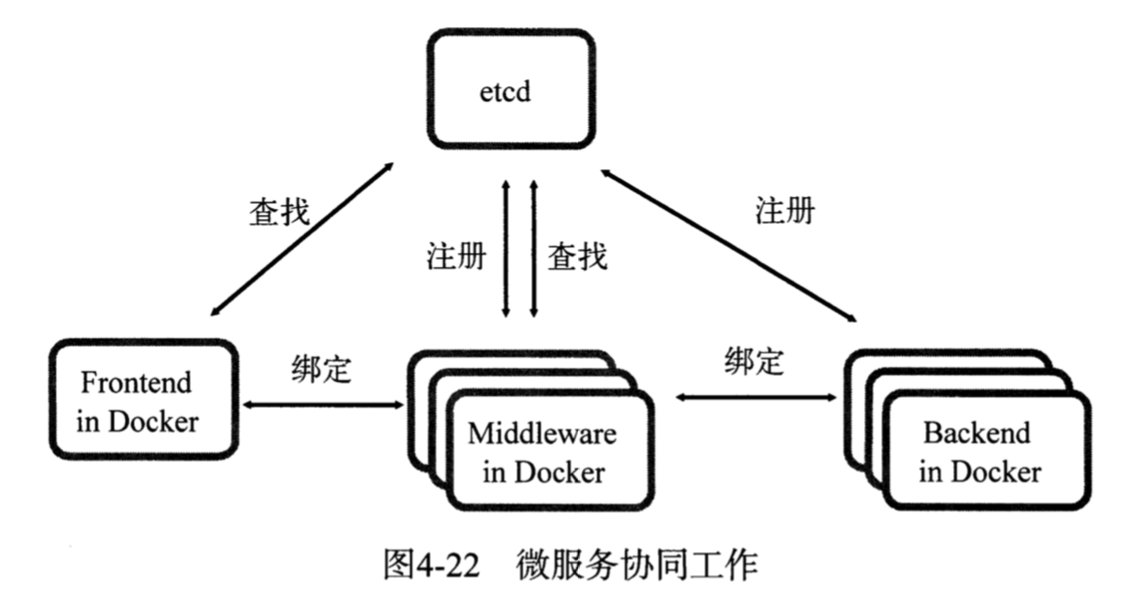 etcd
查找
注册
查找
注册
Frontend
in Docker
绑定
Middleware
in Docker
绑定
Backend
in Docker
图4-22 微服务协同工作